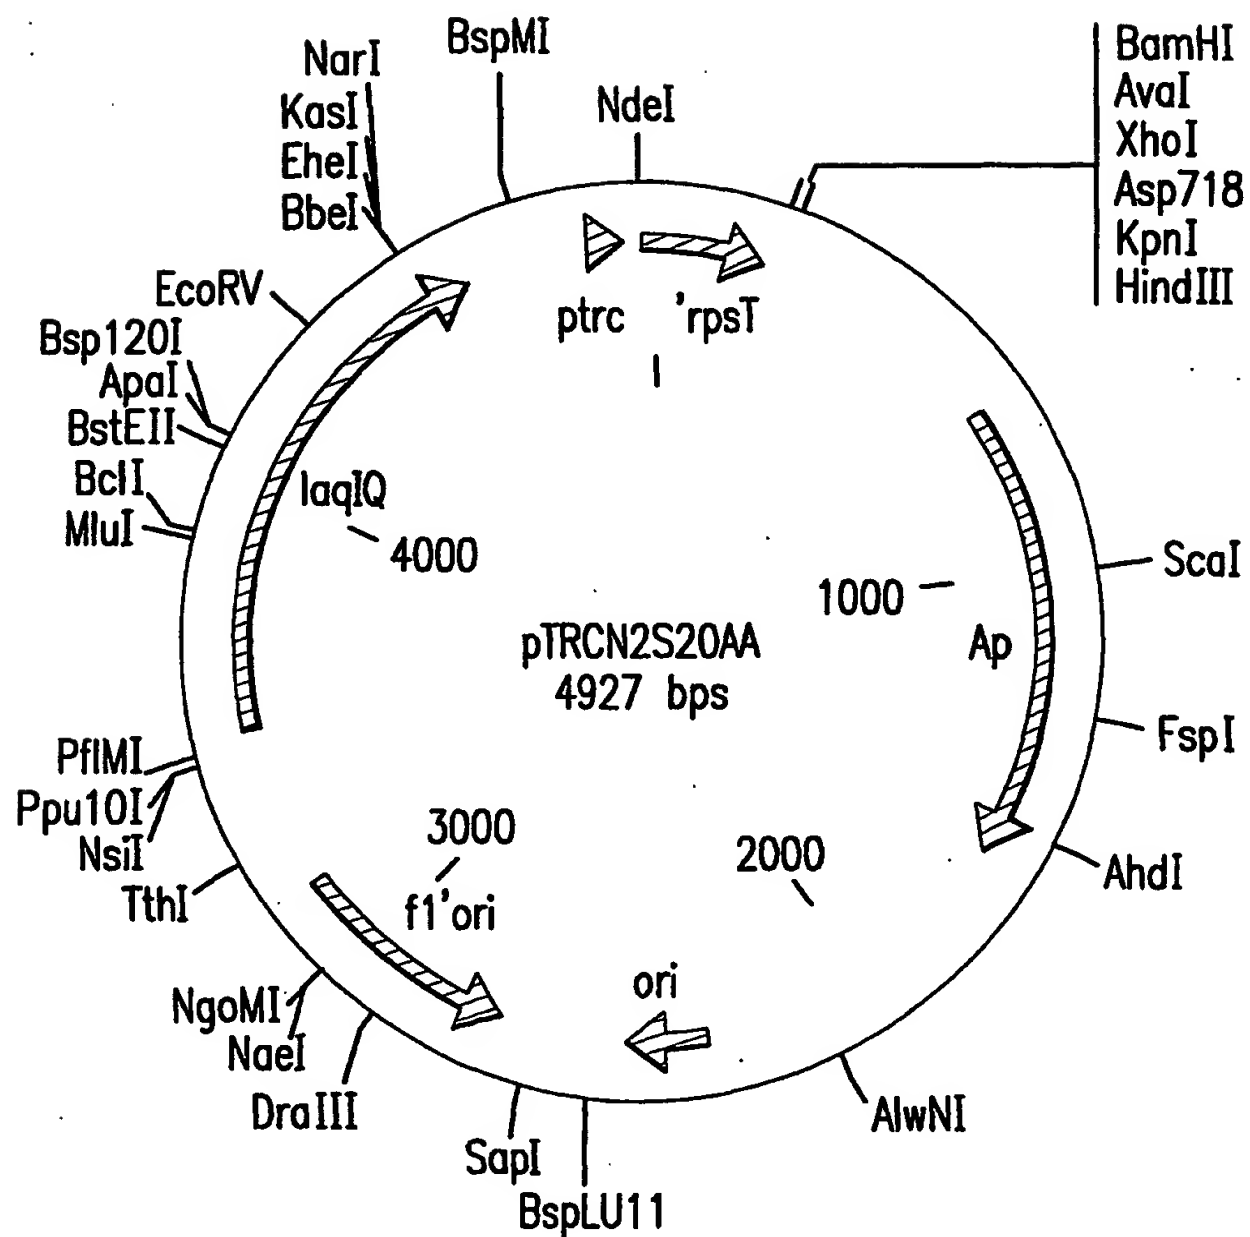 BspMI
NdeI
NarI
KasI
EheI
BbeI
EcoRV
Bsp120I
ApaI
BstEII
BclI
MluI
BamHI
AvaI
XhoI
Asp718
KpnI
HindIII
ptrc
'rpsT
laqIQ
4000
1000
pTRCN2S20AA
4927 bps
Ap
ScaI
FspI
AhdI
PflMI
Ppu10I
NsiI
TthI
3000
f1'ori
2000
ori
NgoMI
NaeI
DraIII
SapI
BspLU11
AlwNI